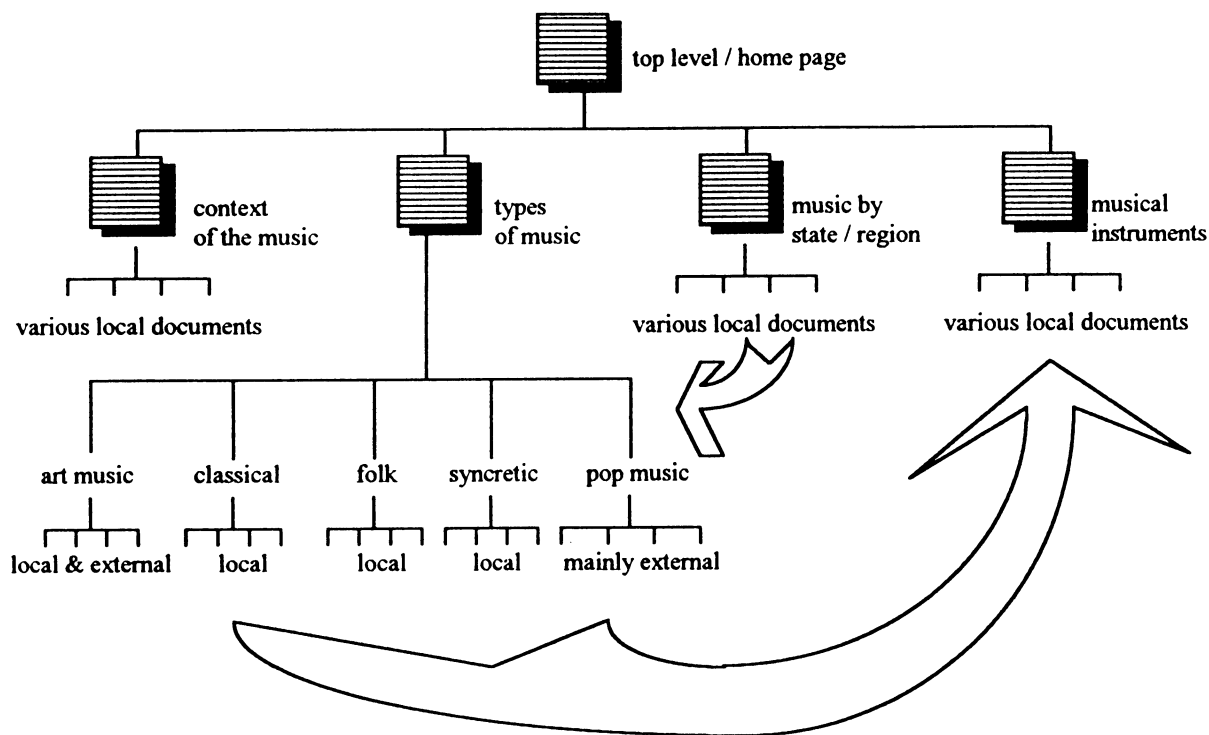 top level / home page
context
of the music
types
of music
music by
state / region
musical
instruments
various local documents
various local documents
various local documents
art music
classical
folk
syncretic
pop music
local & external
local
local
local
mainly external